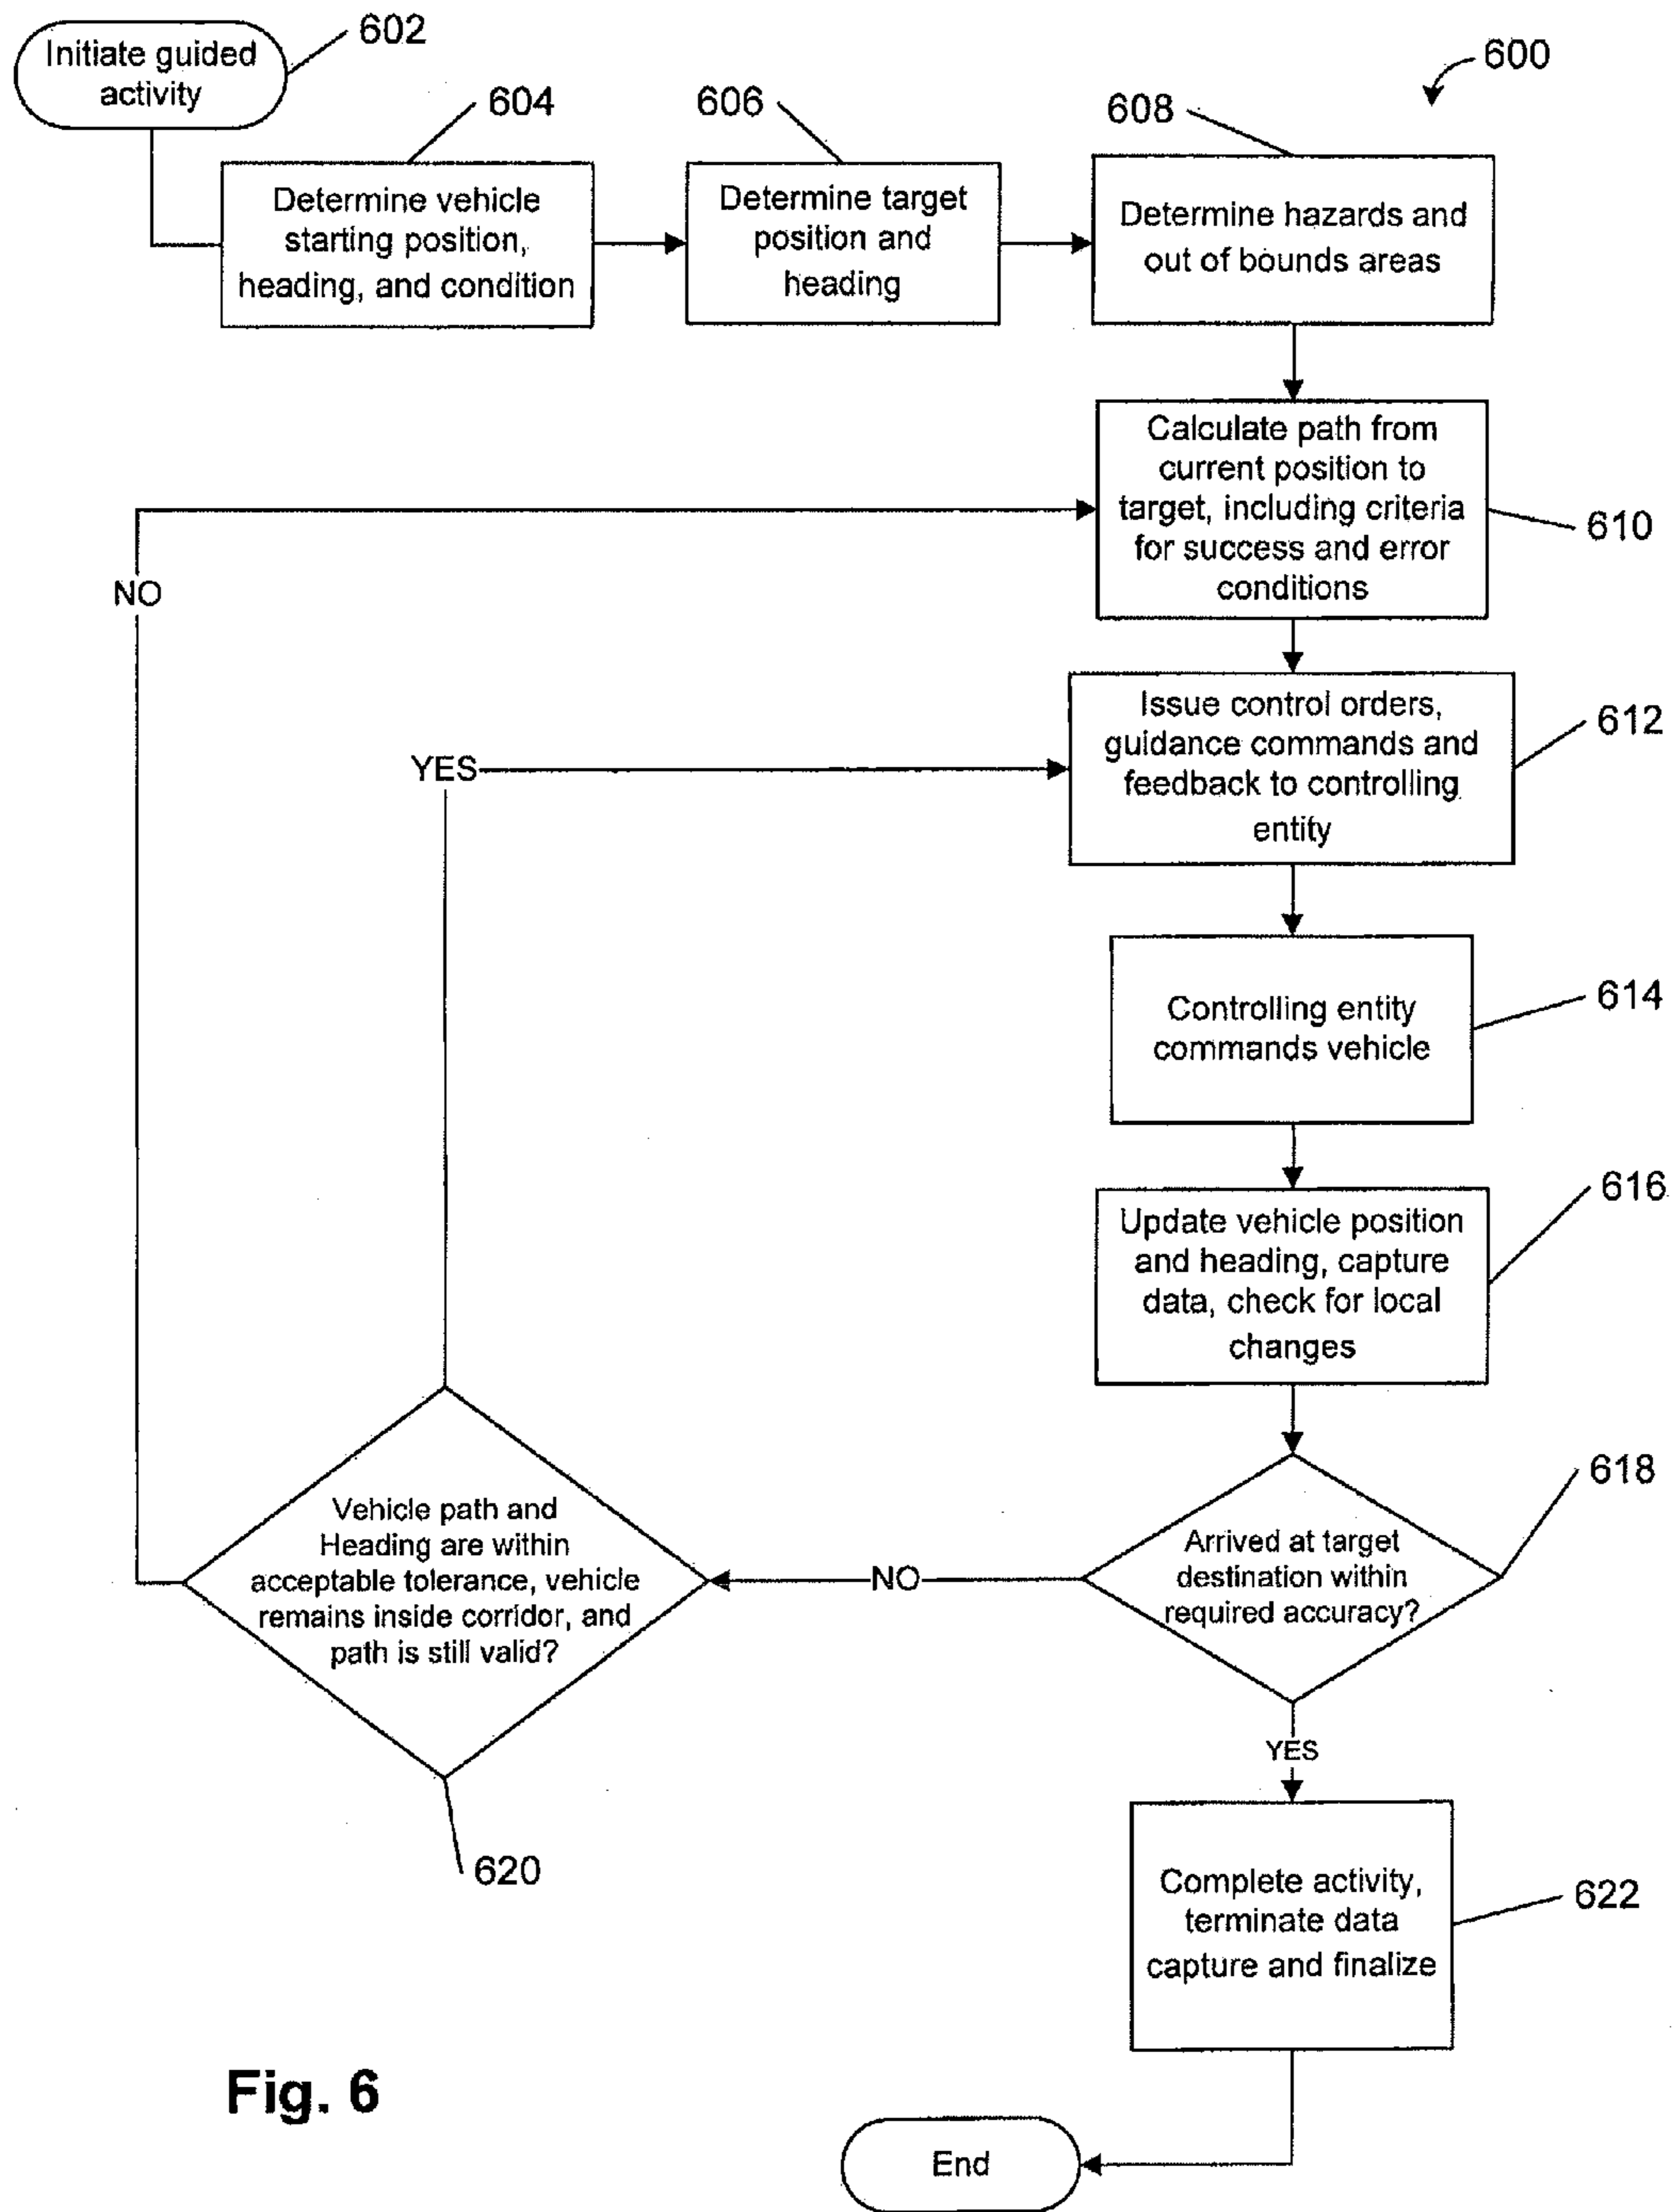 Initiate guided
activity
602
600
604
606
608
Determine vehicle
starting position,
heading, and condition
Determine target
position and
heading
Determine hazards and
out of bounds areas
Calculate path from
current position to
target, including criteria
for success and error
conditions
610
NO
Issue control orders,
guidance commands and
feedback to controlling
entity
612
YES
Controlling entity
commands vehicle
614
Update vehicle position
and heading, capture
data, check for local
changes
616
Arrived at target
destination within
required accuracy?
618
NO
Vehicle path and
Heading are within
acceptable tolerance, vehicle
remains inside corridor, and
path is still valid?
620
YES
Complete activity,
terminate data
capture and finalize
622
End
Fig. 6